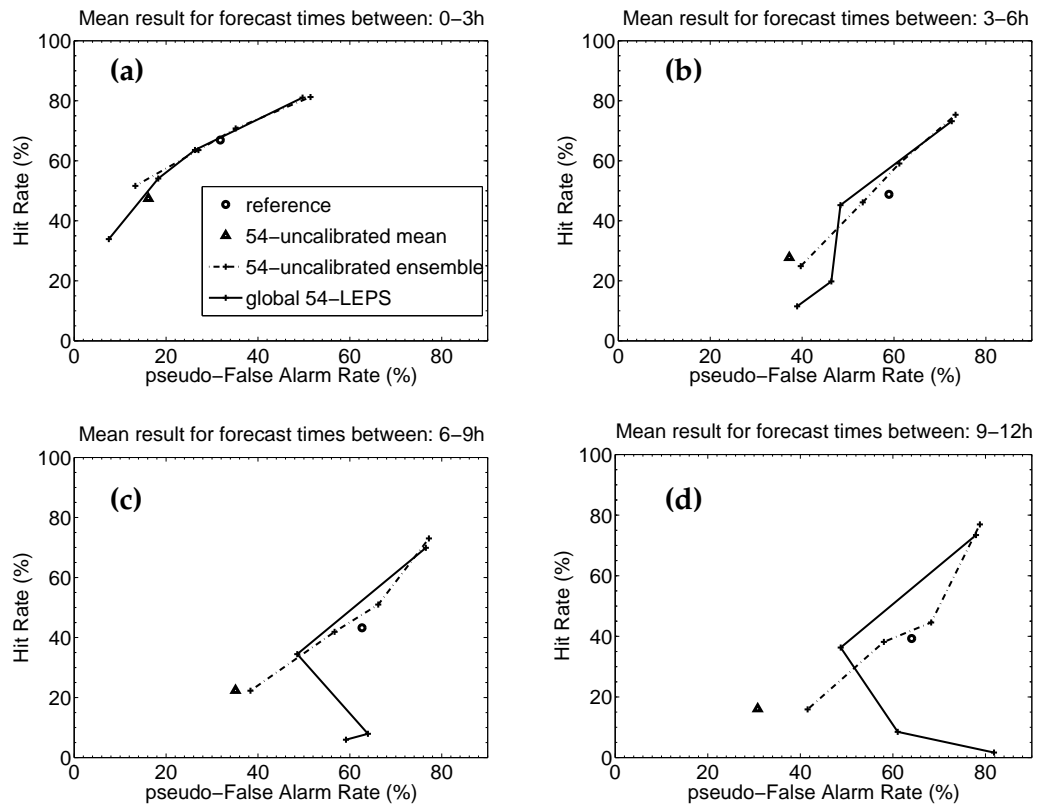 Mean result for forecast times between: 0−3h
100
80
60
40
20
0
Hit Rate (%)
(a)
reference
54−uncalibrated mean
54−uncalibrated ensemble
global 54−LEPS
0 20 40 60 80
pseudo−False Alarm Rate (%)
Mean result for forecast times between: 3−6h
100
80
60
40
20
0
Hit Rate (%)
(b)
0 20 40 60 80
pseudo−False Alarm Rate (%)
Mean result for forecast times between: 6−9h
100
80
60
40
20
0
Hit Rate (%)
(c)
0 20 40 60 80
pseudo−False Alarm Rate (%)
Mean result for forecast times between: 9−12h
100
80
60
40
20
0
Hit Rate (%)
(d)
0 20 40 60 80
pseudo−False Alarm Rate (%)